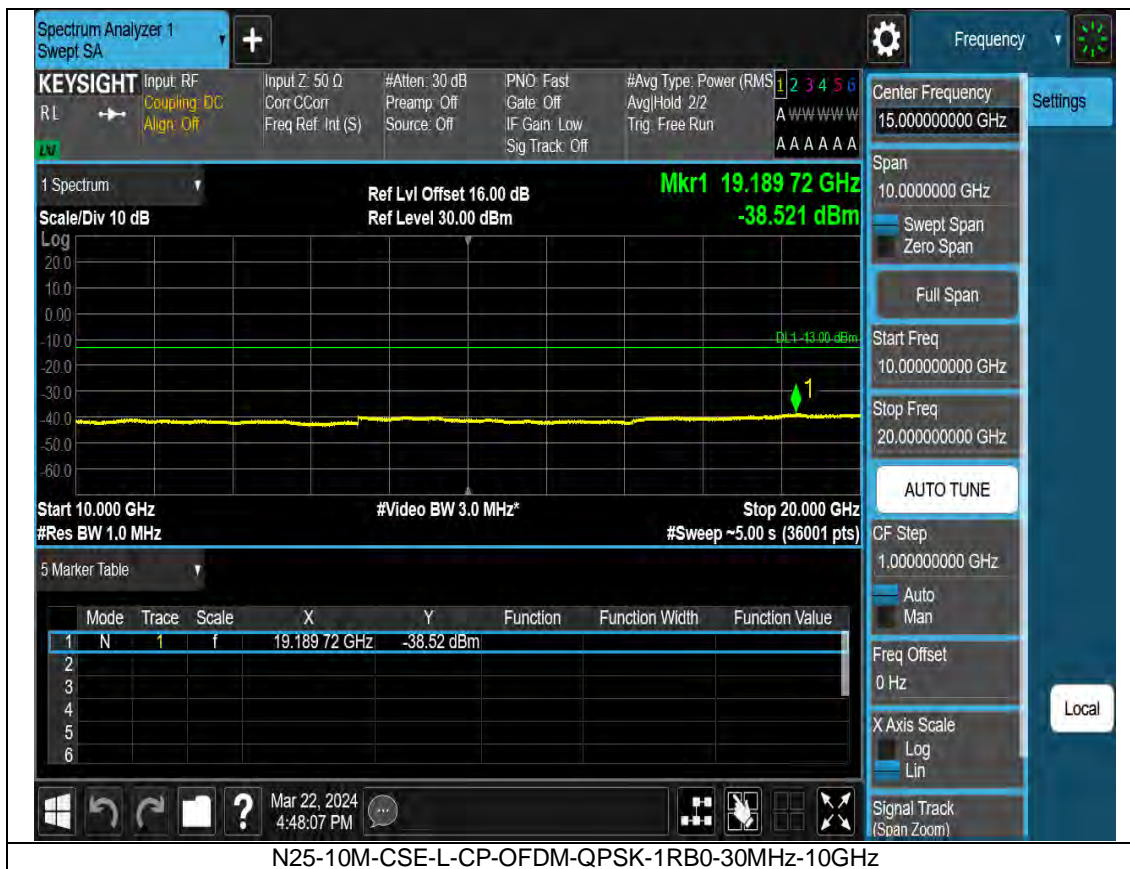 Spectrum Analyzer 1
Swept SA
+
Frequency
KEYSIGHT
RL
LXI
Input: RF
Coupling: DC
Align: Off
Input Z: 50 Ω
Corr CCorr
Freq Ref: Int (S)
#Atten: 30 dB
Preamp: Off
Source: Off
PNO: Fast
Gate: Off
IF Gain: Low
Sig Track: Off
#Avg Type: Power (RMS
Avg|Hold: 2/2
Trig: Free Run
1 2 3 4 5 6
A W W W W W
A A A A A A
1 Spectrum
Scale/Div 10 dB
Ref Lvl Offset 16.00 dB
Ref Level 30.00 dBm
Mkr1 19.189 72 GHz
-38.521 dBm
Log
20.0
10.0
0.00
-10.0
-20.0
-30.0
-40.0
-50.0
-60.0
DL1 -13.00 dBm
1
Start 10.000 GHz
#Res BW 1.0 MHz
#Video BW 3.0 MHz*
Stop 20.000 GHz
#Sweep ~5.00 s (36001 pts)
5 Marker Table
Mode Trace Scale X Y Function Function Width Function Value
1 N 1 f 19.189 72 GHz -38.52 dBm
2
3
4
5
6
Mar 22, 2024
4:48:07 PM
Center Frequency
15.000000000 GHz
Span
10.0000000 GHz
Swept Span
Zero Span
Full Span
Start Freq
10.000000000 GHz
Stop Freq
20.000000000 GHz
AUTO TUNE
CF Step
1.000000000 GHz
Auto
Man
Freq Offset
0 Hz
X Axis Scale
Log
Lin
Signal Track
(Span Zoom)
Settings
Local
N25-10M-CSE-L-CP-OFDM-QPSK-1RB0-30MHz-10GHz